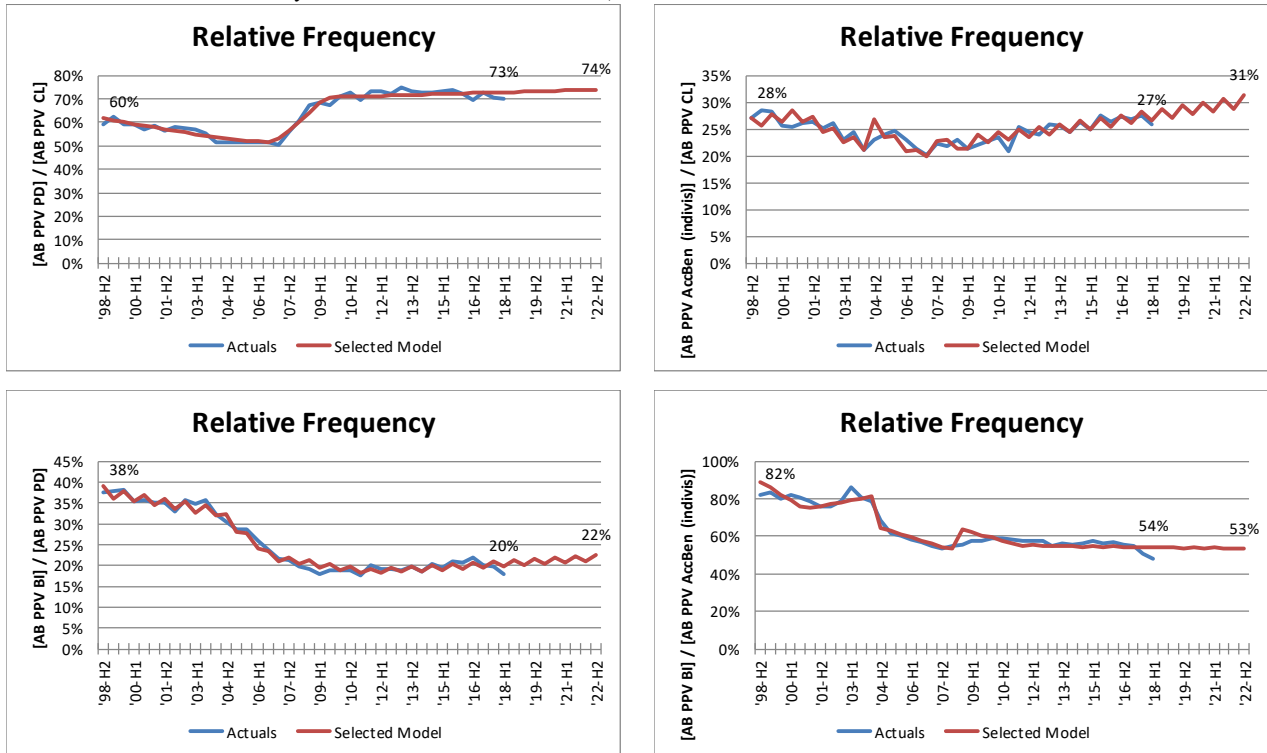 Relative Frequency
[AB PPV PD] / [AB PPV CL]
80%
70%
60%
50%
40%
30%
20%
10%
0%
60%
73%
74%
'98-H2
'00-H1
'01-H2
'03-H1
'04-H2
'06-H1
'07-H2
'09-H1
'10-H2
'12-H1
'13-H2
'15-H1
'16-H2
'18-H1
'19-H2
'21-H1
'22-H2
Actuals
Selected Model
Relative Frequency
[AB PPV AccBen (indivis)] / [AB PPV CL]
35%
30%
25%
20%
15%
10%
5%
0%
28%
27%
31%
'98-H2
'00-H1
'01-H2
'03-H1
'04-H2
'06-H1
'07-H2
'09-H1
'10-H2
'12-H1
'13-H2
'15-H1
'16-H2
'18-H1
'19-H2
'21-H1
'22-H2
Actuals
Selected Model
Relative Frequency
[AB PPV BI] / [AB PPV PD]
45%
40%
35%
30%
25%
20%
15%
10%
5%
0%
38%
20%
22%
'98-H2
'00-H1
'01-H2
'03-H1
'04-H2
'06-H1
'07-H2
'09-H1
'10-H2
'12-H1
'13-H2
'15-H1
'16-H2
'18-H1
'19-H2
'21-H1
'22-H2
Actuals
Selected Model
Relative Frequency
[AB PPV BI] / [AB PPV AccBen (indivis)]
100%
80%
60%
40%
20%
0%
82%
54%
53%
'98-H2
'00-H1
'01-H2
'03-H1
'04-H2
'06-H1
'07-H2
'09-H1
'10-H2
'12-H1
'13-H2
'15-H1
'16-H2
'18-H1
'19-H2
'21-H1
'22-H2
Actuals
Selected Model